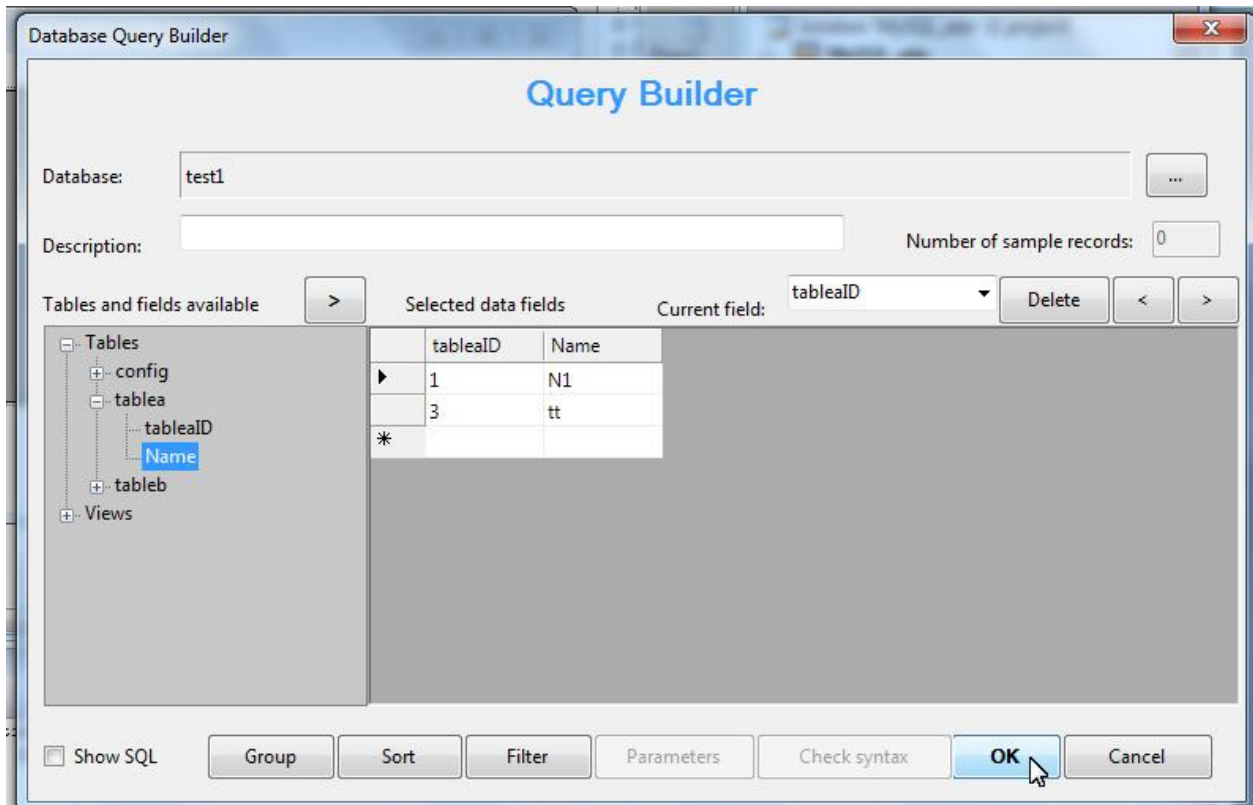 Database Query Builder
Query Builder
Database: test1 ...
Description: Number of sample records: 0
Tables and fields available > Selected data fields Current field: tableaID Delete < >
Tables
config
tablea
tableaID
Name
tableb
Views
tableaID Name
1 N1
3 tt
Show SQL Group Sort Filter Parameters Check syntax OK Cancel